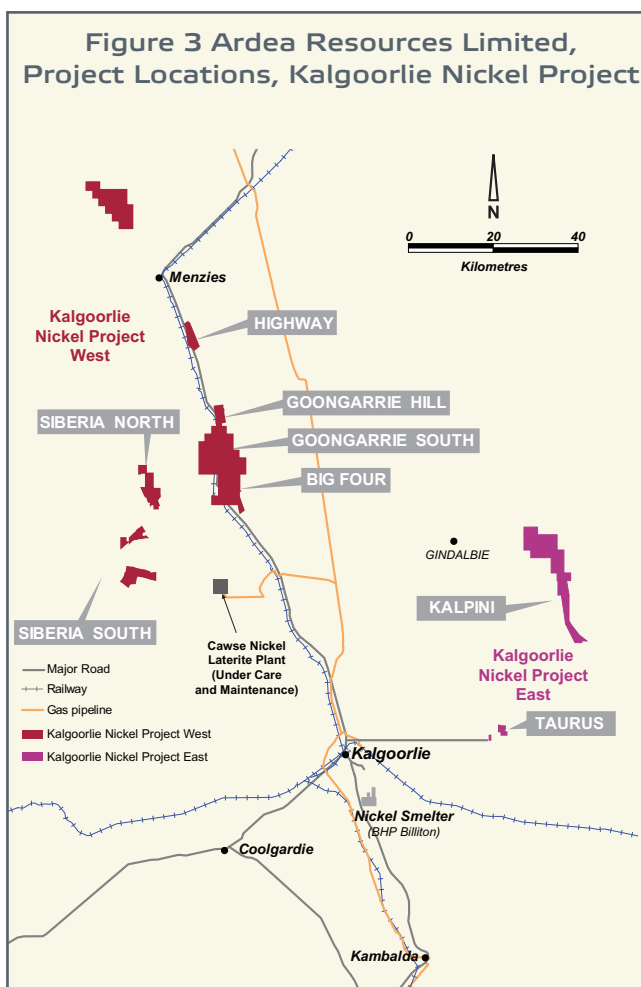 Figure 3 Ardea Resources Limited,
Project Locations, Kalgoorlie Nickel Project
N
0 20 40
Kilometres
Menzies
Kalgoorlie
Nickel Project
West
HIGHWAY
GOONGARRIE HILL
SIBERIA NORTH
GOONGARRIE SOUTH
BIG FOUR
GINDALBIE
KALPINI
SIBERIA SOUTH
Cawse Nickel
Laterite Plant
(Under Care
and Maintenance)
Kalgoorlie
Nickel Project
East
Major Road
Railway
Gas pipeline
Kalgoorlie Nickel Project West
Kalgoorlie Nickel Project East
TAURUS
Kalgoorlie
Nickel Smelter
(BHP Billiton)
Coolgardie
Kambalda